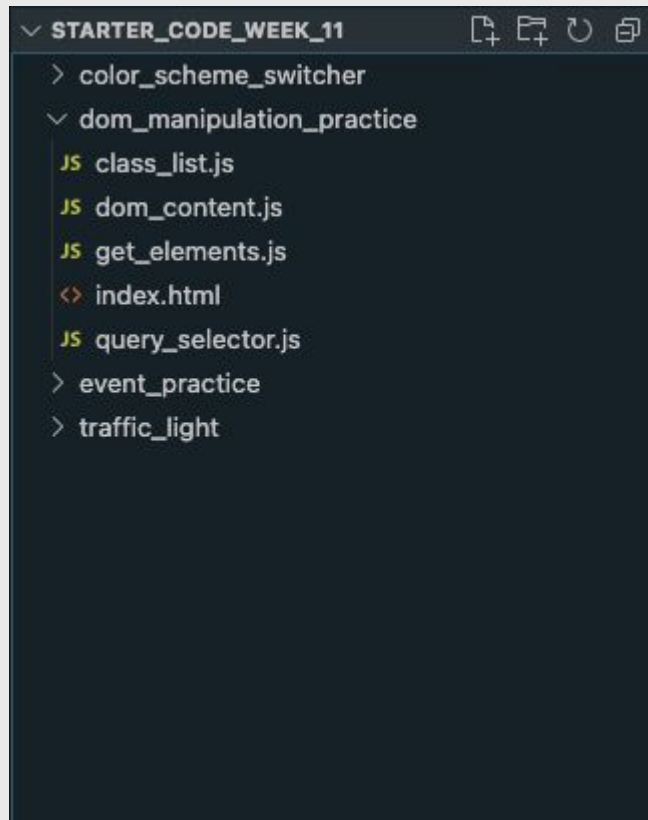 STARTER_CODE_WEEK_11
color_scheme_switcher
dom_manipulation_practice
JS class_list.js
JS dom_content.js
JS get_elements.js
<> index.html
JS query_selector.js
event_practice
traffic_light